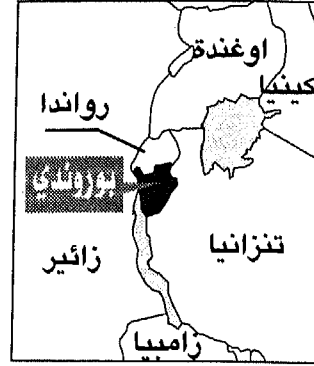 اوغندة
كينيا
رواندا
بوروندي
تنزانيا
زائير
زامبيا